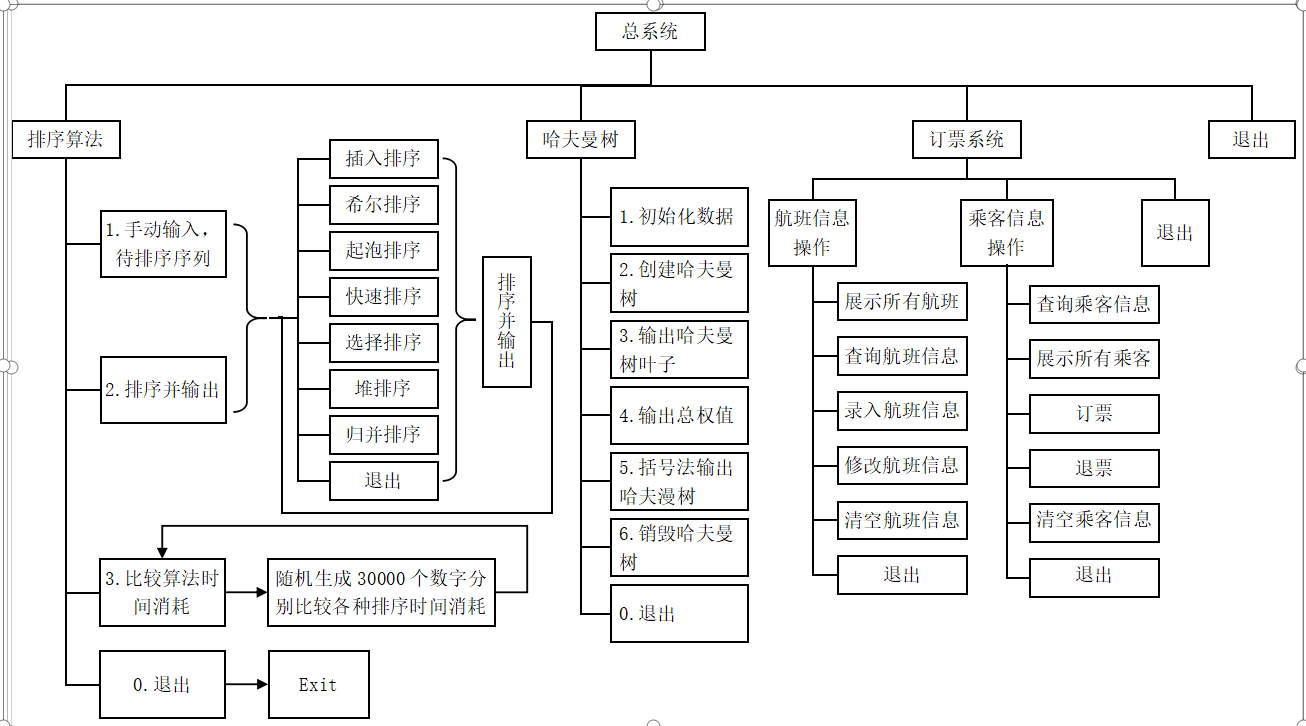 总系统
排序算法
哈夫曼树
订票系统
退出
1.手动输入，
待排序序列
2.排序并输出
插入排序
希尔排序
起泡排序
快速排序
选择排序
堆排序
归并排序
退出
排序并输出
3.比较算法时
间消耗
随机生成 30000 个数字分
别比较各种排序时间消耗
0.退出
Exit
1.初始化数据
2.创建哈夫曼
树
3.输出哈夫曼
树叶子
4.输出总权值
5.括号法输出
哈夫漫树
6.销毁哈夫曼
树
0.退出
航班信息
操作
展示所有航班
查询航班信息
录入航班信息
修改航班信息
清空航班信息
退出
乘客信息
操作
查询乘客信息
展示所有乘客
订票
退票
清空乘客信息
退出
退出